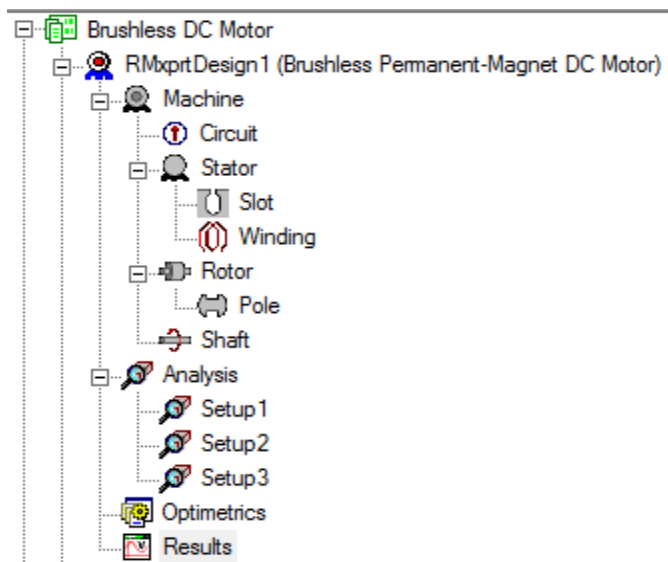 Brushless DC Motor
RMxprtDesign1 (Brushless Permanent-Magnet DC Motor)
Machine
Circuit
Stator
Slot
Winding
Rotor
Pole
Shaft
Analysis
Setup1
Setup2
Setup3
Optimetrics
Results